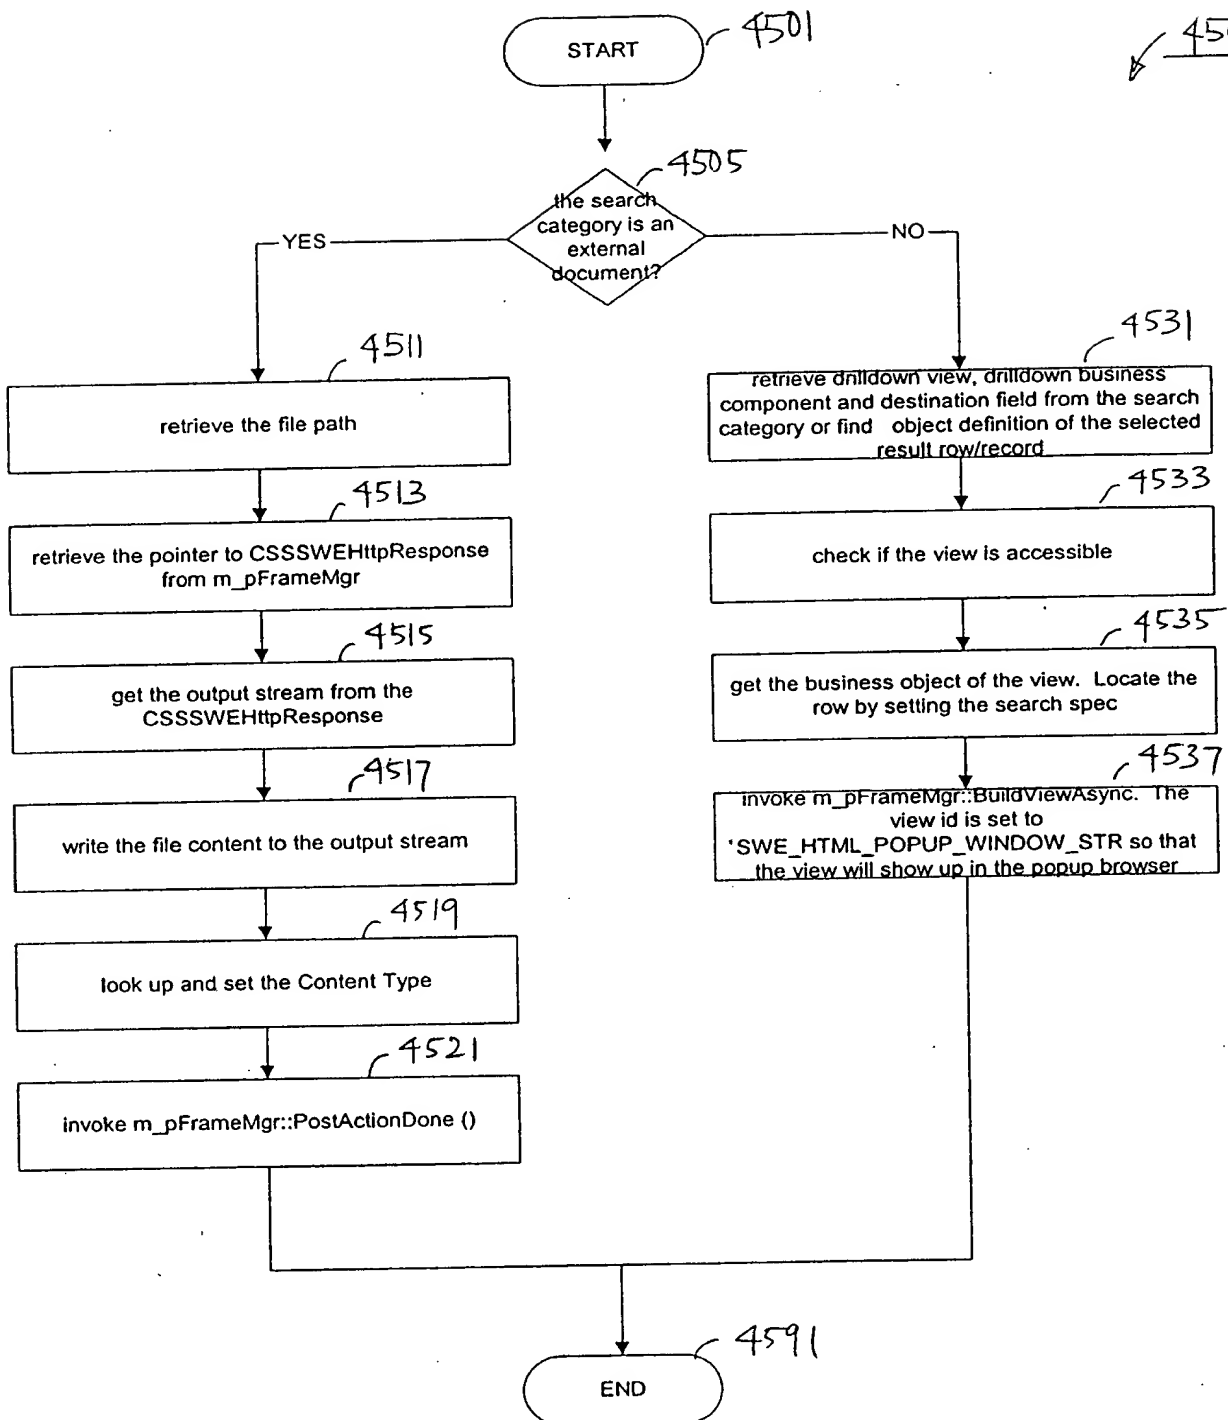 START
4501
4505
the search
category is an
external
document?
YES
NO
4511
retrieve the file path
4513
retrieve the pointer to CSSSWEHttpResponse
from m_pFrameMgr
4515
get the output stream from the
CSSSWEHttpResponse
4517
write the file content to the output stream
4519
look up and set the Content Type
4521
invoke m_pFrameMgr::PostActionDone ()
4531
retrieve drilldown view, drilldown business
component and destination field from the search
category or find object definition of the selected
result row/record
4533
check if the view is accessible
4535
get the business object of the view. Locate the
row by setting the search spec
4537
invoke m_pFrameMgr::BuildViewAsync. The
view id is set to
'SWE_HTML_POPUP_WINDOW_STR so that
the view will show up in the popup browser
4591
END